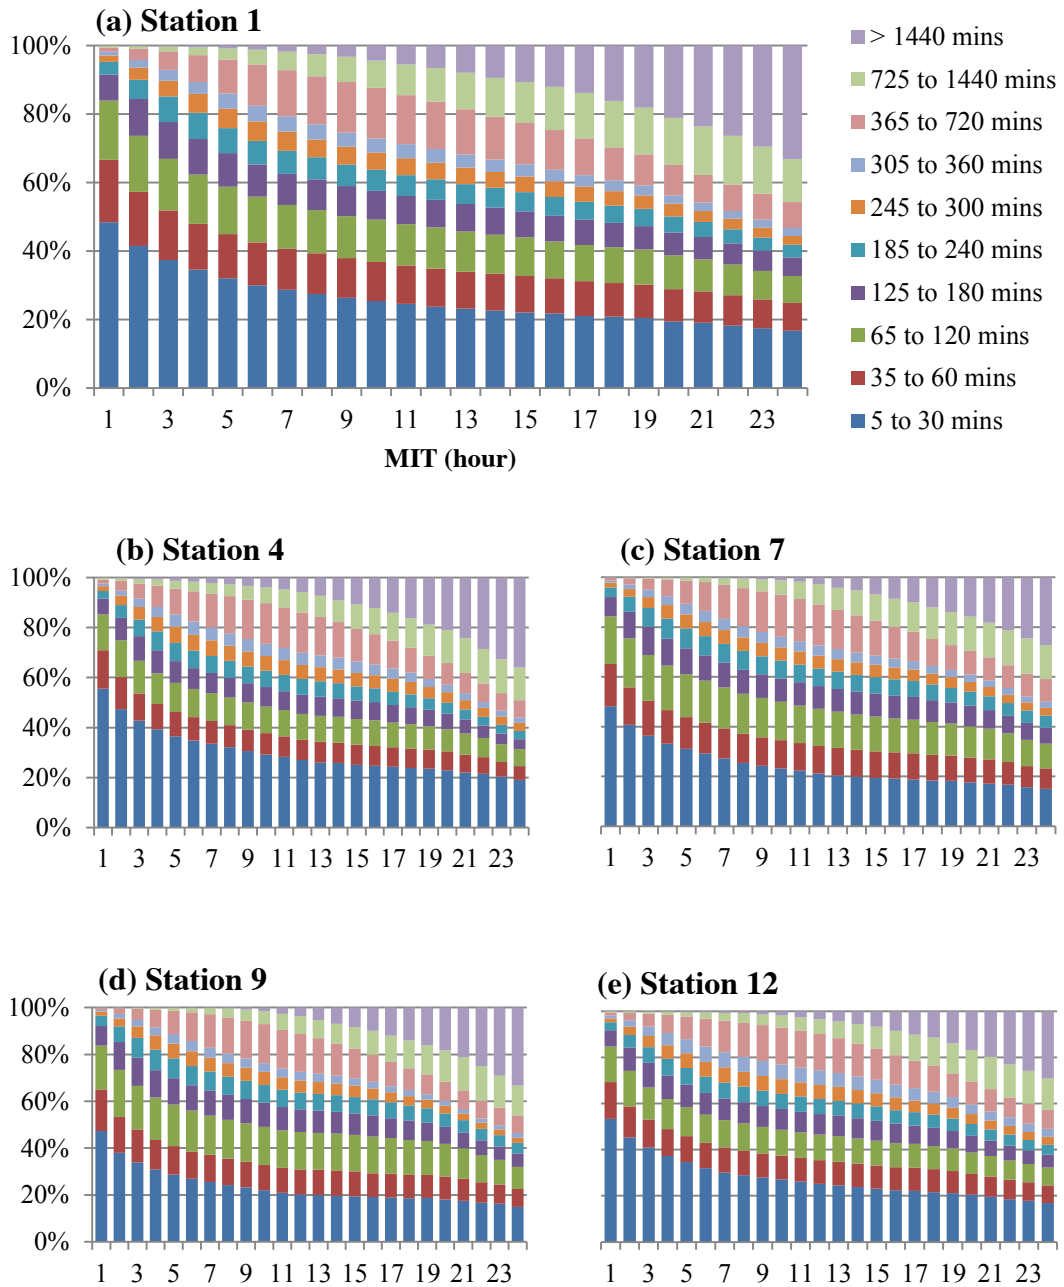 (a) Station 1
100%
80%
60%
40%
20%
0%
1 3 5 7 9 11 13 15 17 19 21 23
MIT (hour)
> 1440 mins
725 to 1440 mins
365 to 720 mins
305 to 360 mins
245 to 300 mins
185 to 240 mins
125 to 180 mins
65 to 120 mins
35 to 60 mins
5 to 30 mins
(b) Station 4
100%
80%
60%
40%
20%
0%
1 3 5 7 9 11 13 15 17 19 21 23
(c) Station 7
1 3 5 7 9 11 13 15 17 19 21 23
(d) Station 9
100%
80%
60%
40%
20%
0%
1 3 5 7 9 11 13 15 17 19 21 23
(e) Station 12
1 3 5 7 9 11 13 15 17 19 21 23